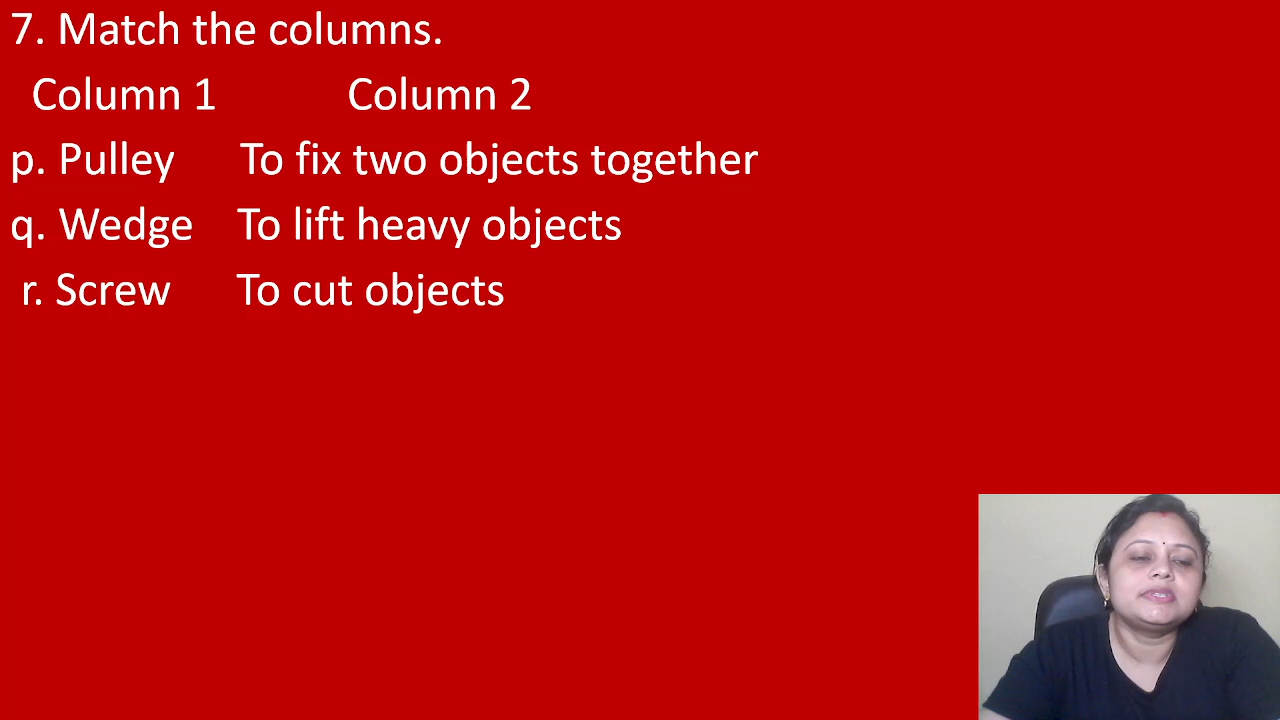 7. Match the columns.
Column 1 Column 2
p. Pulley To fix two objects together
q. Wedge To lift heavy objects
r. Screw To cut objects